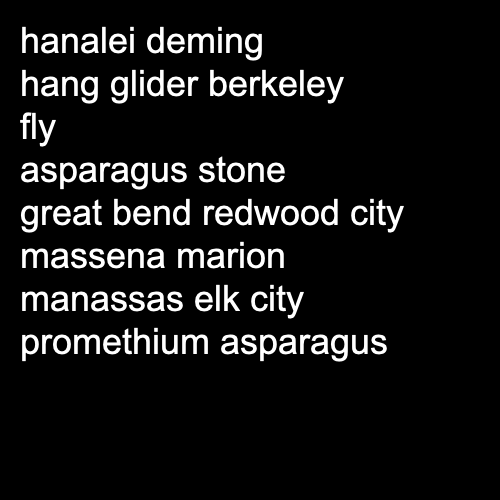 hanalei deming
hang glider berkeley
fly
asparagus stone
great bend redwood city
massena marion
manassas elk city
promethium asparagus